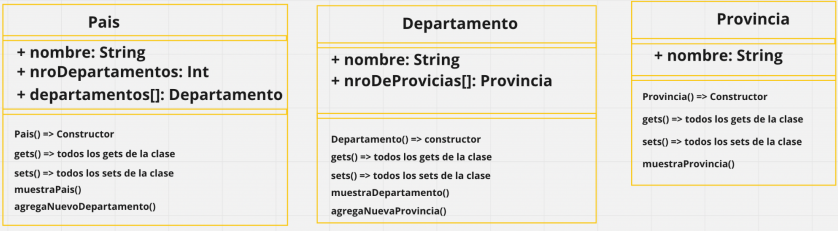 Pais
+ nombre: String
+ nroDepartamentos: Int
+ departamentos[]: Departamento
Pais() => Constructor
gets() => todos los gets de la clase
sets() => todos los sets de la clase
muestraPais()
agregaNuevoDepartamento()
Departamento
+ nombre: String
+ nroDeProvicias[]: Provincia
Departamento() => constructor
gets() => todos los gets de la clase
sets() => todos los sets de la clase
muestraDepartamento()
agregaNuevaProvincia()
Provincia
+ nombre: String
Provincia() => Constructor
gets() => todos los gets de la clase
sets() => todos los sets de la clase
muestraProvincia()